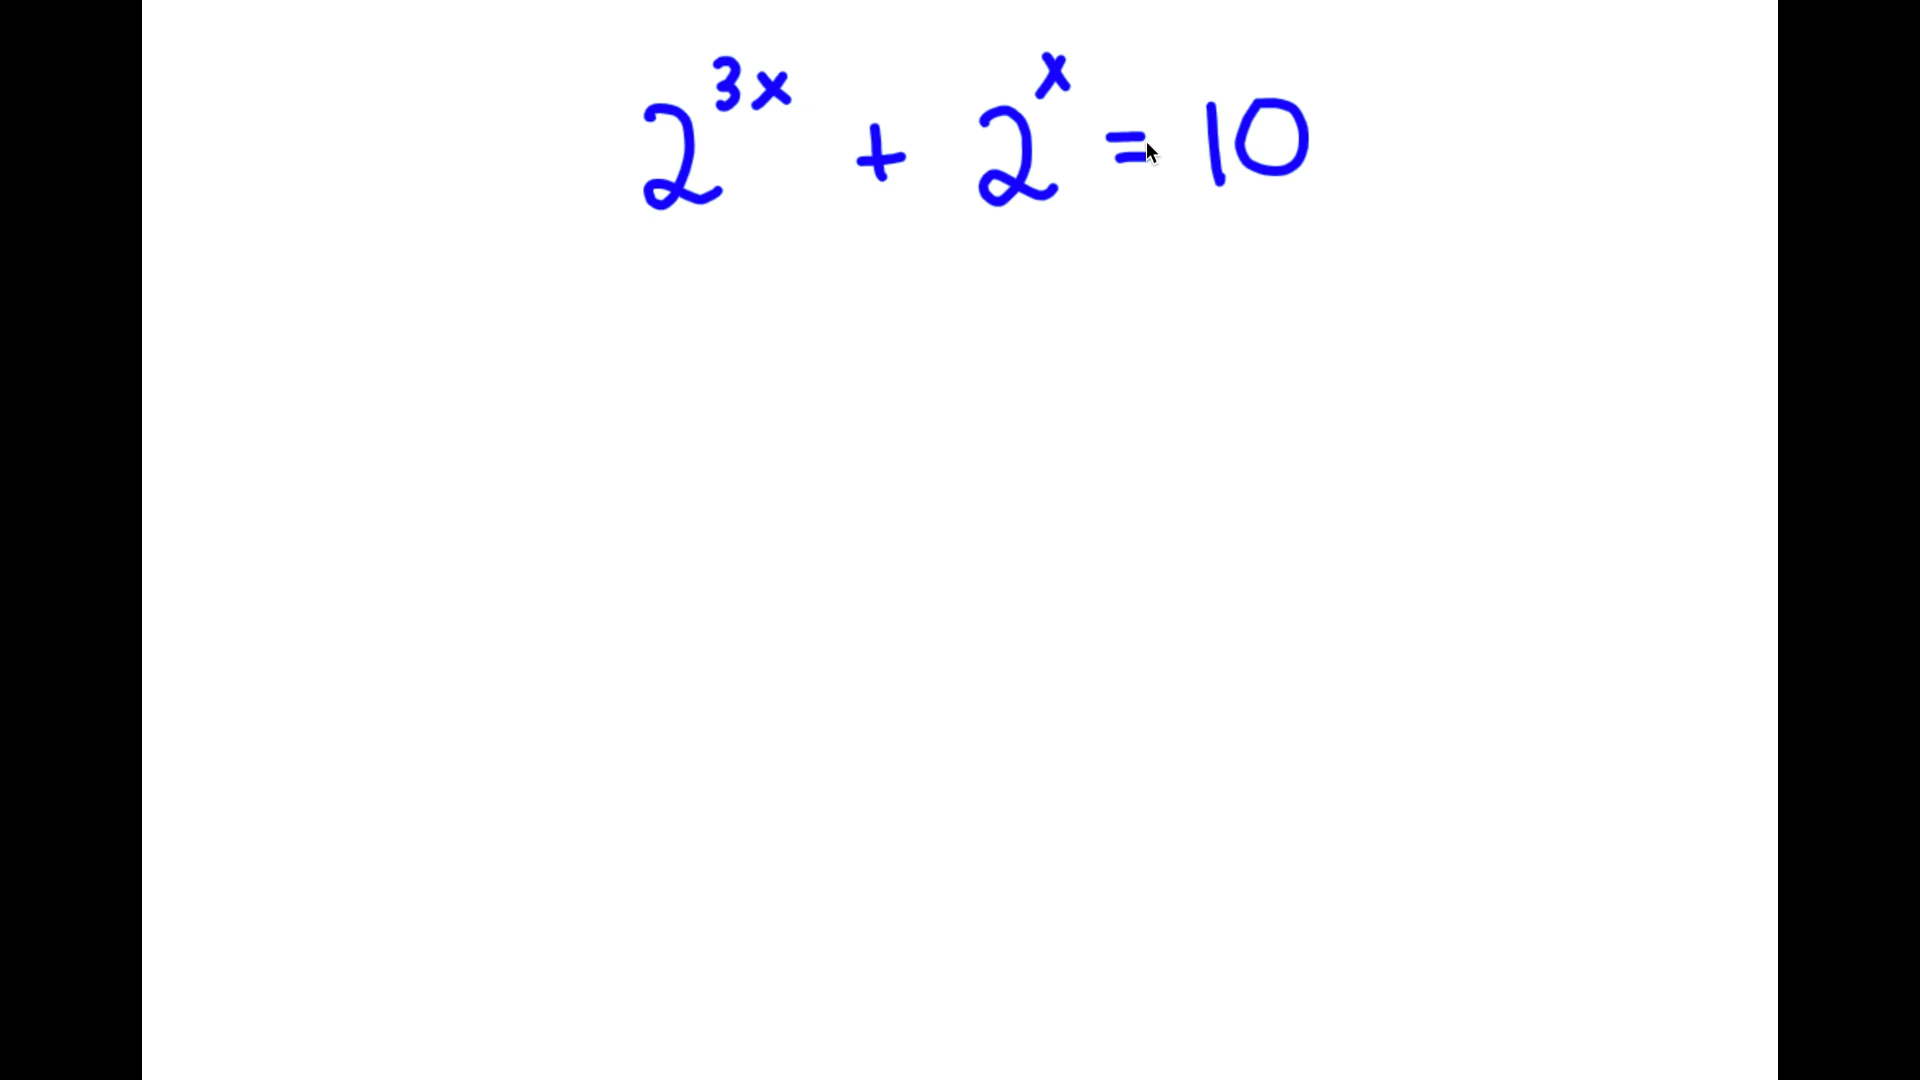 2^{3x} + 2^{x} = 10